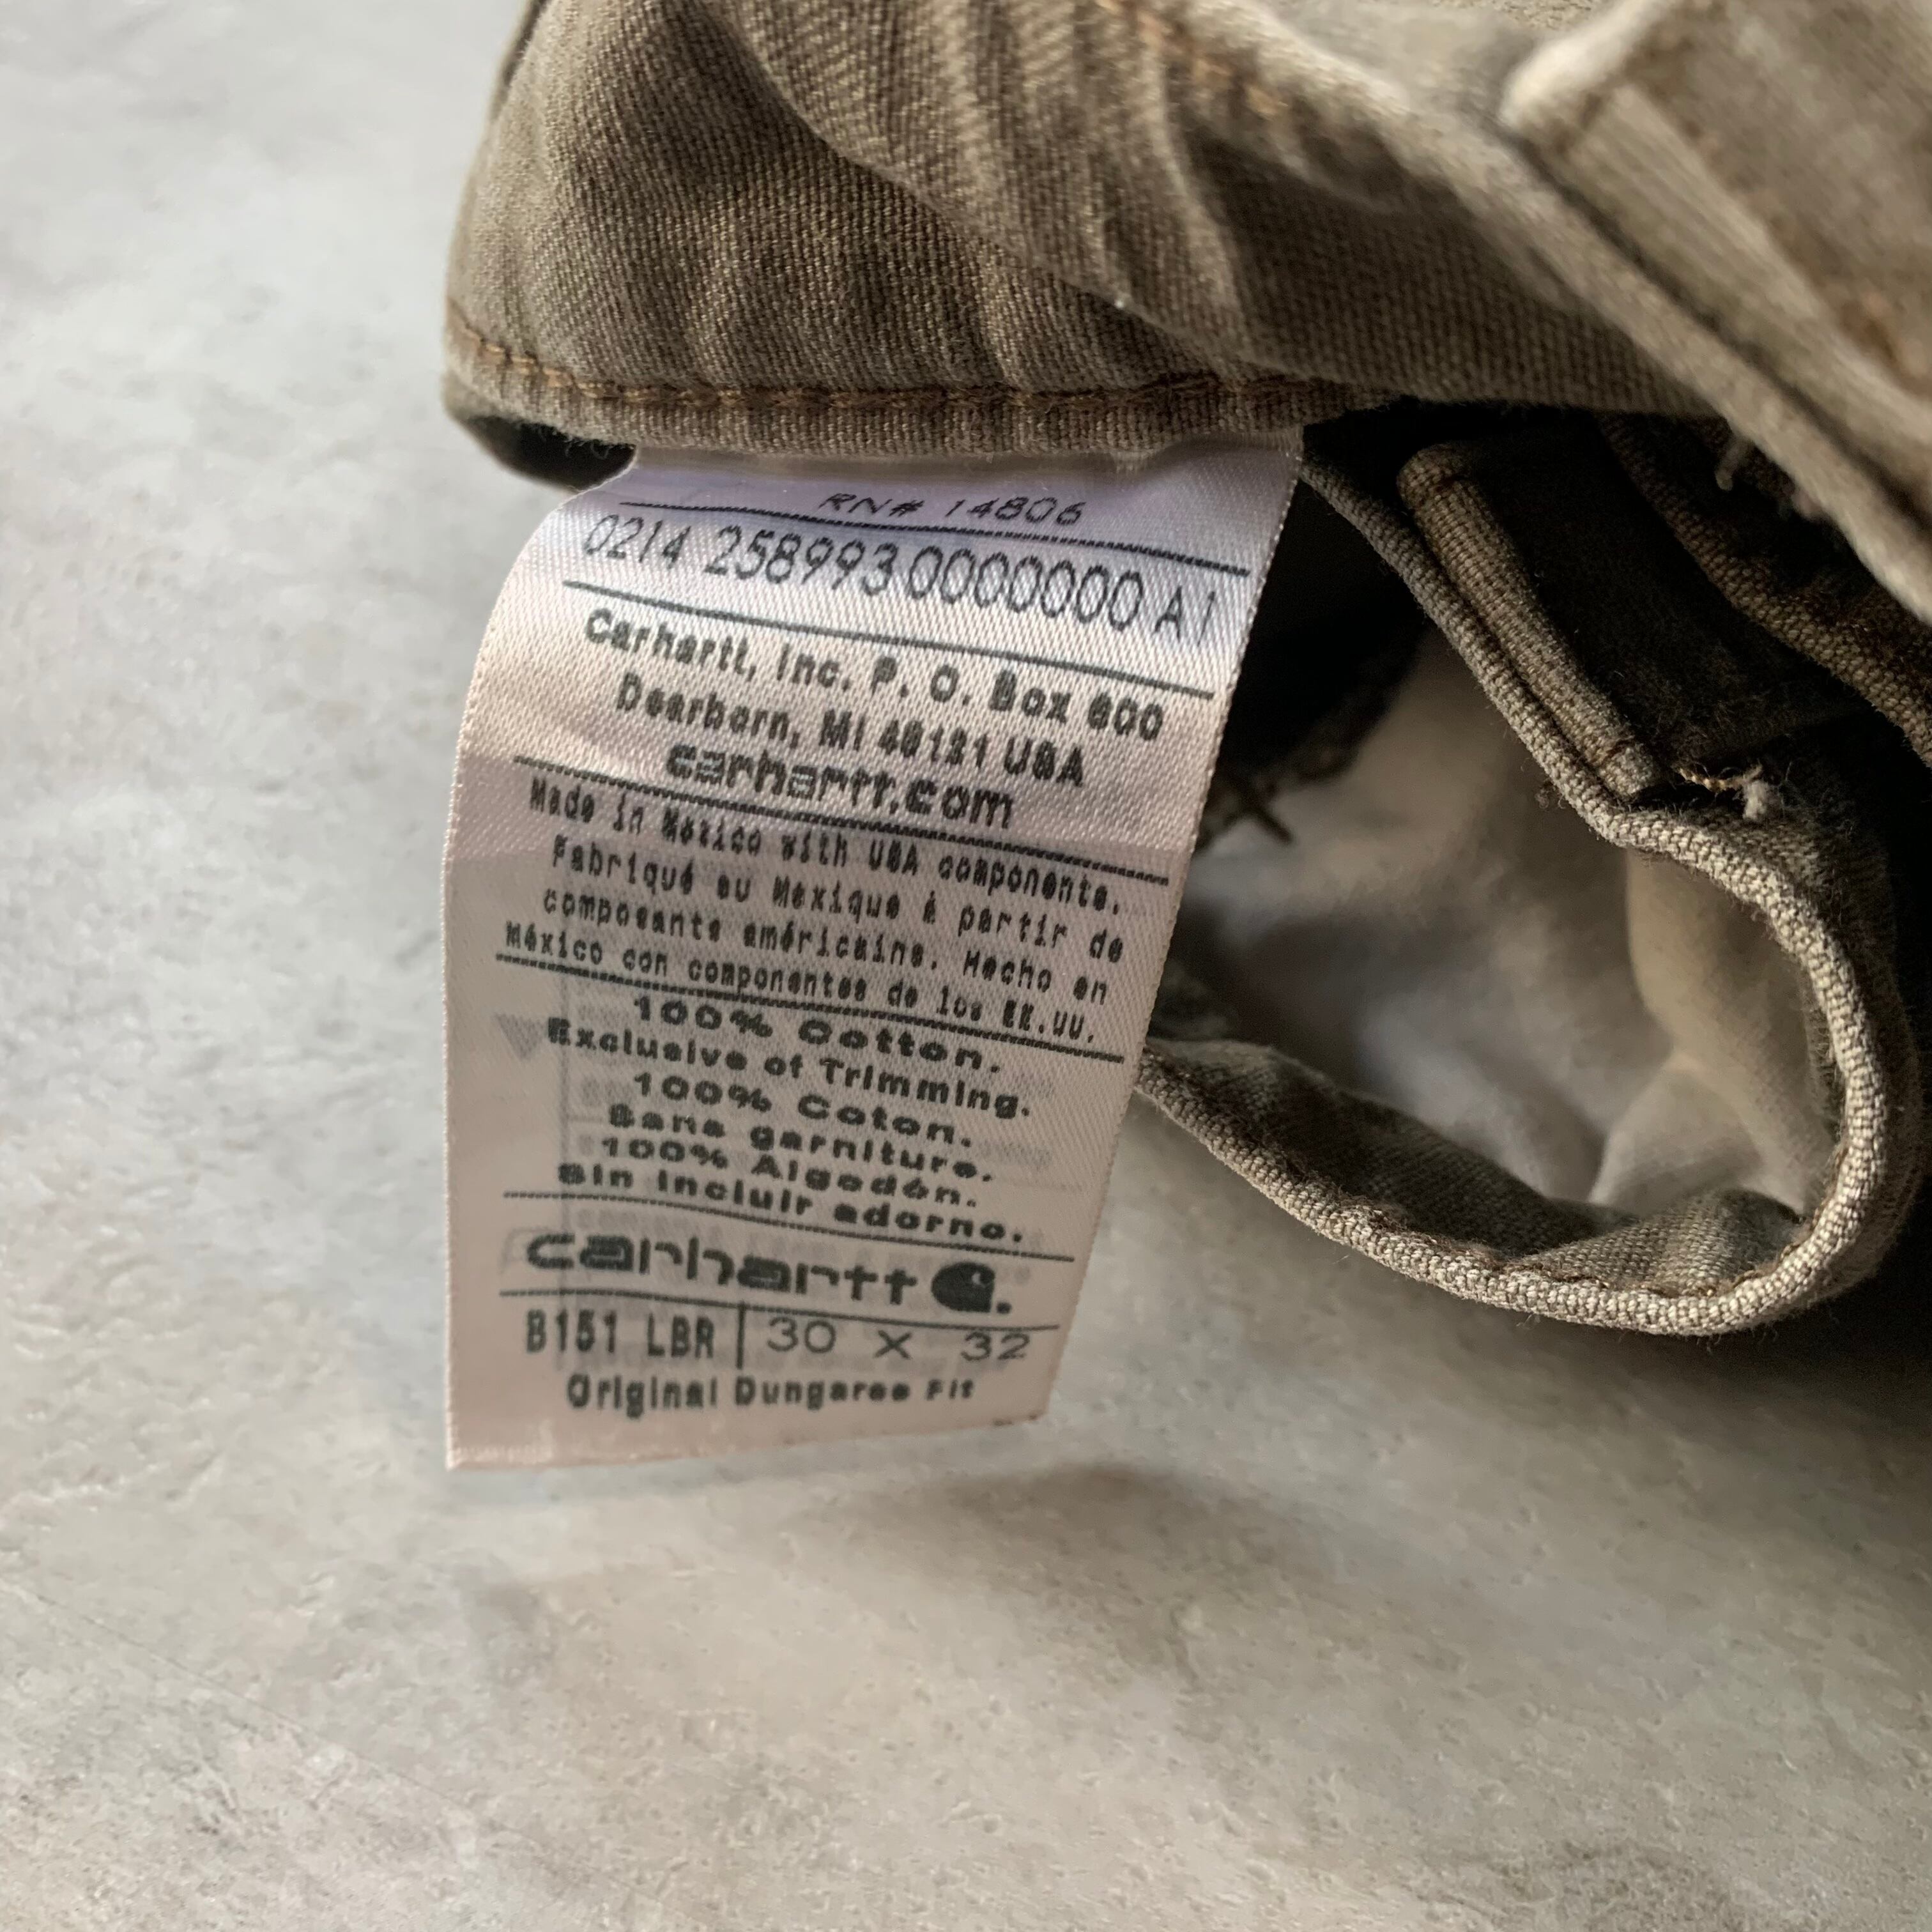 RN# 14806
0214 258993 0000000 A1
Carhartt, Inc. P. O. Box 600
Dearborn, MI 48121 USA
carhartt.com
Made in Mexico with USA components.
Fabriqué au Mexique à partir de
composants américains. Hecho en
México con componentes de los EE.UU.
100% Cotton.
Exclusive of Trimming.
100% Coton.
Sans garniture.
100% Algodón.
Sin incluir adorno.
carhartt
B151 LBR 30 X 32
Original Dungaree Fit